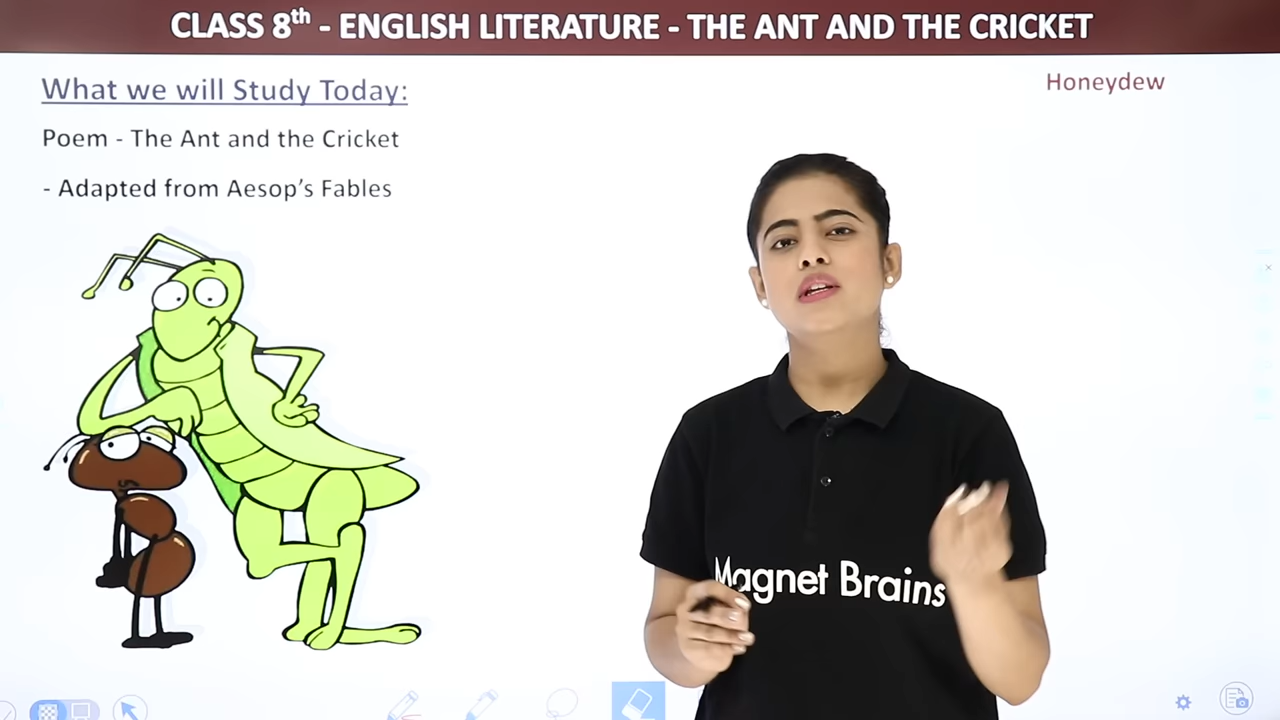 CLASS 8th - ENGLISH LITERATURE - THE ANT AND THE CRICKET
What we will Study Today:
Honeydew
Poem - The Ant and the Cricket
- Adapted from Aesop's Fables
Magnet Brains